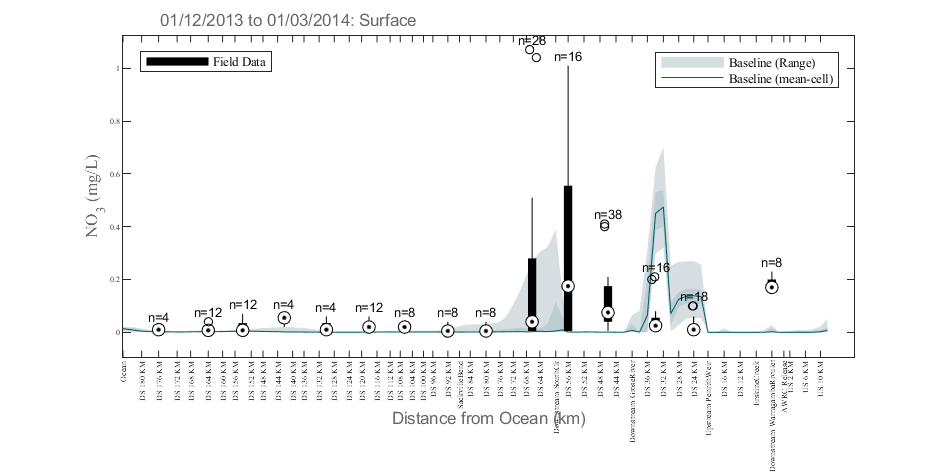 01/12/2013 to 01/03/2014: Surface
Field Data
Baseline (Range)
Baseline (mean-cell)
NO3 (mg/L)
1
0.8
0.6
0.4
0.2
0
n=4
n=12
n=12
n=4
n=4
n=12
n=8
n=8
n=8
n=28
n=16
n=38
n=16
n=18
n=8
Ocean
DS 180 KM
DS 176 KM
DS 172 KM
DS 168 KM
DS 164 KM
DS 160 KM
DS 156 KM
DS 152 KM
DS 148 KM
DS 144 KM
DS 140 KM
DS 136 KM
DS 132 KM
DS 128 KM
DS 124 KM
DS 120 KM
DS 116 KM
DS 112 KM
DS 108 KM
DS 104 KM
DS 100 KM
DS 96 KM
DS 92 KM
DS 84 KM
DS 80 KM
DS 76 KM
DS 72 KM
DS 68 KM
DS 64 KM
DS 56 KM
DS 52 KM
DS 48 KM
DS 44 KM
Downstream GroseRiver
DS 36 KM
DS 32 KM
DS 28 KM
DS 24 KM
Upstream PenrithWeir
DS 16 KM
DS 12 KM
ErskineCreek
Downstream WarragambaRivulet
AWRC Release
US 6 KM
US 10 KM
Distance from Ocean (km)